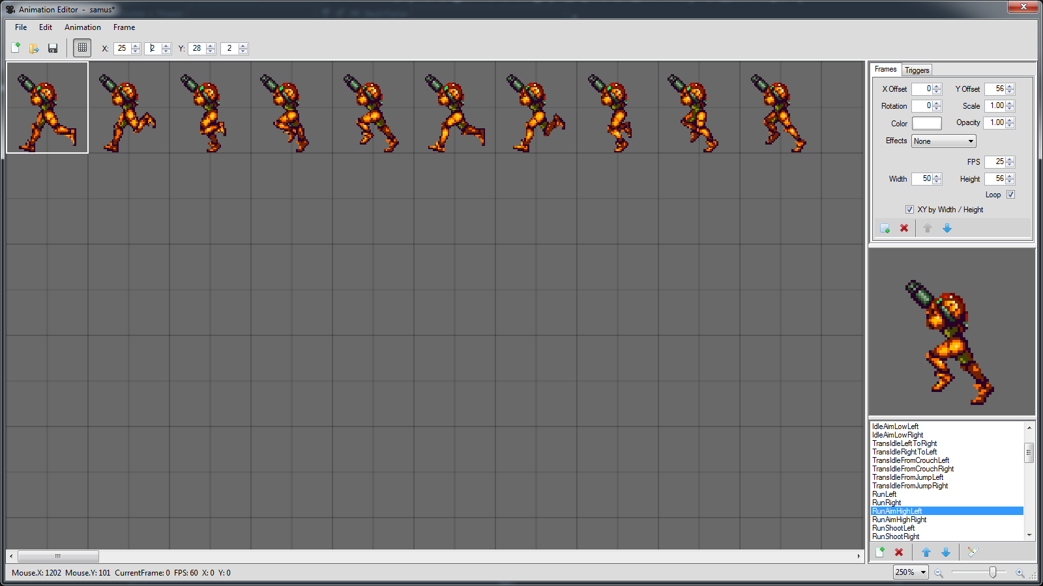 Animation Editor - samus*
File Edit Animation Frame
X: 25 2 Y: 28 2
Frames Triggers
X Offset 0 Y Offset 56
Rotation 0 Scale 1.00
Color Opacity 1.00
Effects None
FPS 25
Width 50 Height 56
Loop
XY by Width / Height
IdleAimLowLeft
IdleAimLowRight
TransIdleLeftToRight
TransIdleRightToLeft
TransIdleFromCrouchLeft
TransIdleFromCrouchRight
TransIdleFromJumpLeft
TransIdleFromJumpRight
RunLeft
RunRight
RunAimHighLeft
RunAimHighRight
RunShootLeft
RunShootRight
Mouse.X: 1202 Mouse.Y: 101 CurrentFrame: 0 FPS: 60 X: 0 Y: 0
250%